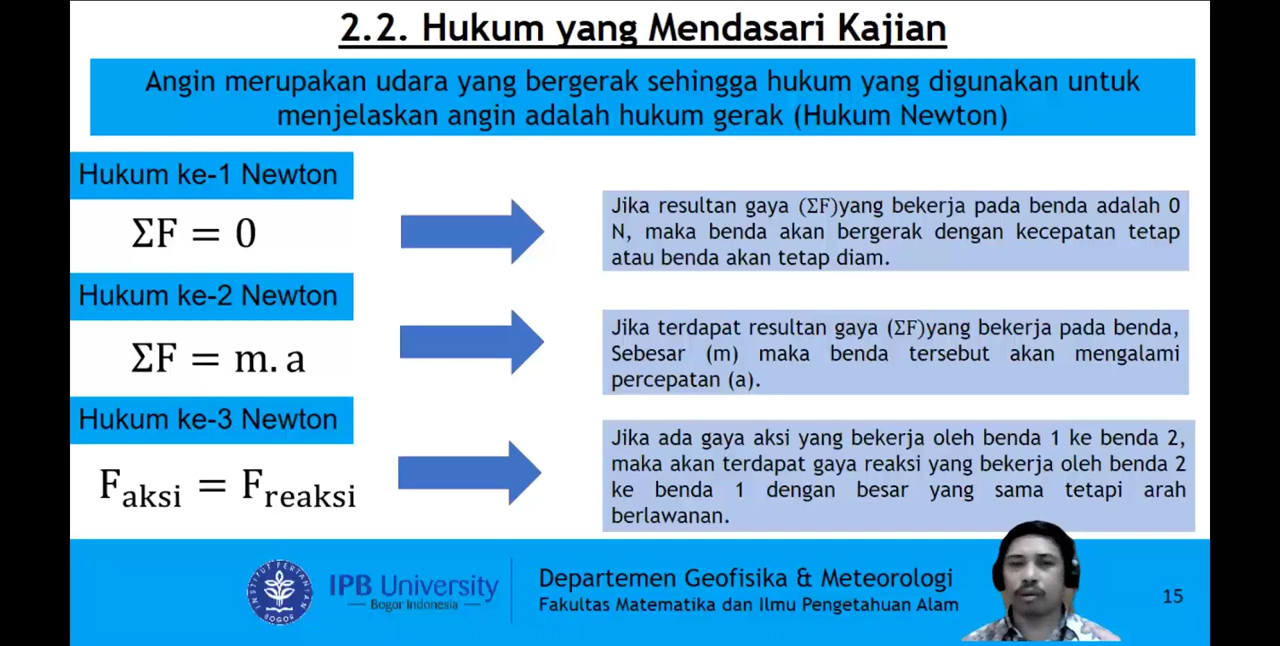 2.2. Hukum yang Mendasari Kajian
Angin merupakan udara yang bergerak sehingga hukum yang digunakan untuk
menjelaskan angin adalah hukum gerak (Hukum Newton)
Hukum ke-1 Newton
ΣF = 0
Jika resultan gaya (ΣF)yang bekerja pada benda adalah 0
N, maka benda akan bergerak dengan kecepatan tetap
atau benda akan tetap diam.
Hukum ke-2 Newton
ΣF = m. a
Jika terdapat resultan gaya (ΣF)yang bekerja pada benda,
Sebesar (m) maka benda tersebut akan mengalami
percepatan (a).
Hukum ke-3 Newton
Faksi = Freaksi
Jika ada gaya aksi yang bekerja oleh benda 1 ke benda 2,
maka akan terdapat gaya reaksi yang bekerja oleh benda 2
ke benda 1 dengan besar yang sama tetapi arah
berlawanan.
INSTITUT PERTANIAN
BOGOR
IPB University
Bogor Indonesia
Departemen Geofisika & Meteorologi
Fakultas Matematika dan Ilmu Pengetahuan Alam
15